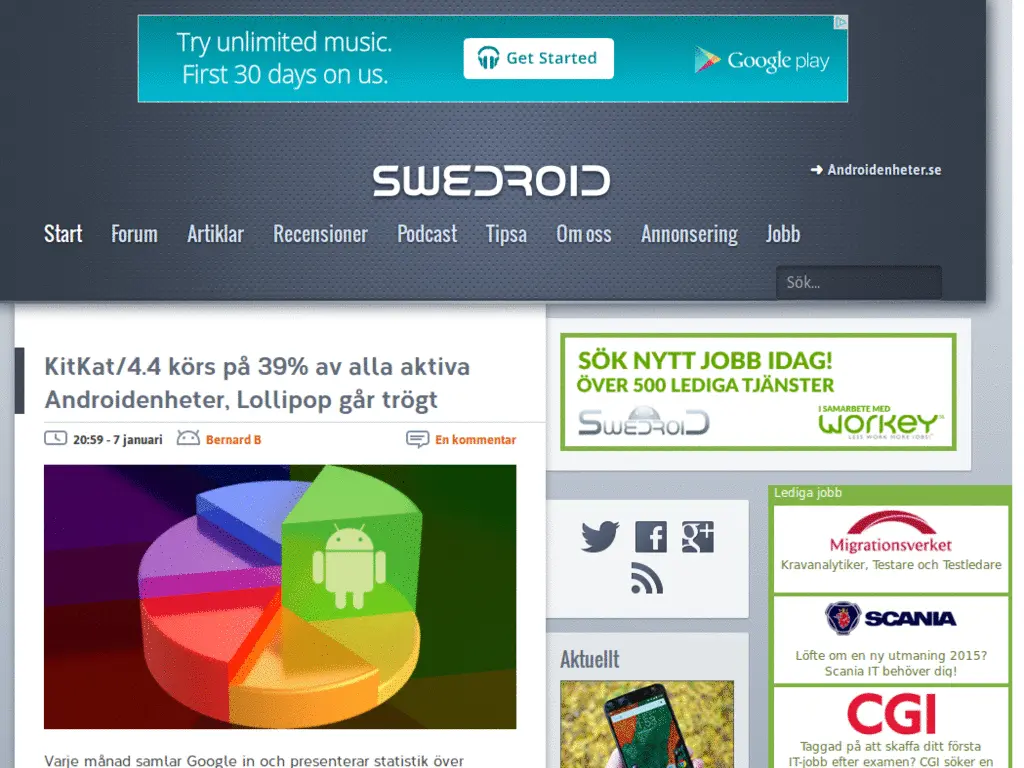 Try unlimited music.
First 30 days on us.
Get Started
Google play
SWEDROID
➜ Androidenheter.se
Start Forum Artiklar Recensioner Podcast Tipsa Om oss Annonsering Jobb
Sök...
KitKat/4.4 körs på 39% av alla aktiva
Androidenheter, Lollipop går trögt
20:59 - 7 januari Bernard B En kommentar
Varje månad samlar Google in och presenterar statistik över
SÖK NYTT JOBB IDAG!
ÖVER 500 LEDIGA TJÄNSTER
SWEDROID
I SAMARBETE MED
WORKEY
LESS WORK MORE JOBS!
Aktuellt
Lediga jobb
Migrationsverket
Kravanalytiker, Testare och Testledare
SCANIA
Löfte om en ny utmaning 2015?
Scania IT behöver dig!
CGI
Taggad på att skaffa ditt första
IT-jobb efter examen? CGI söker en